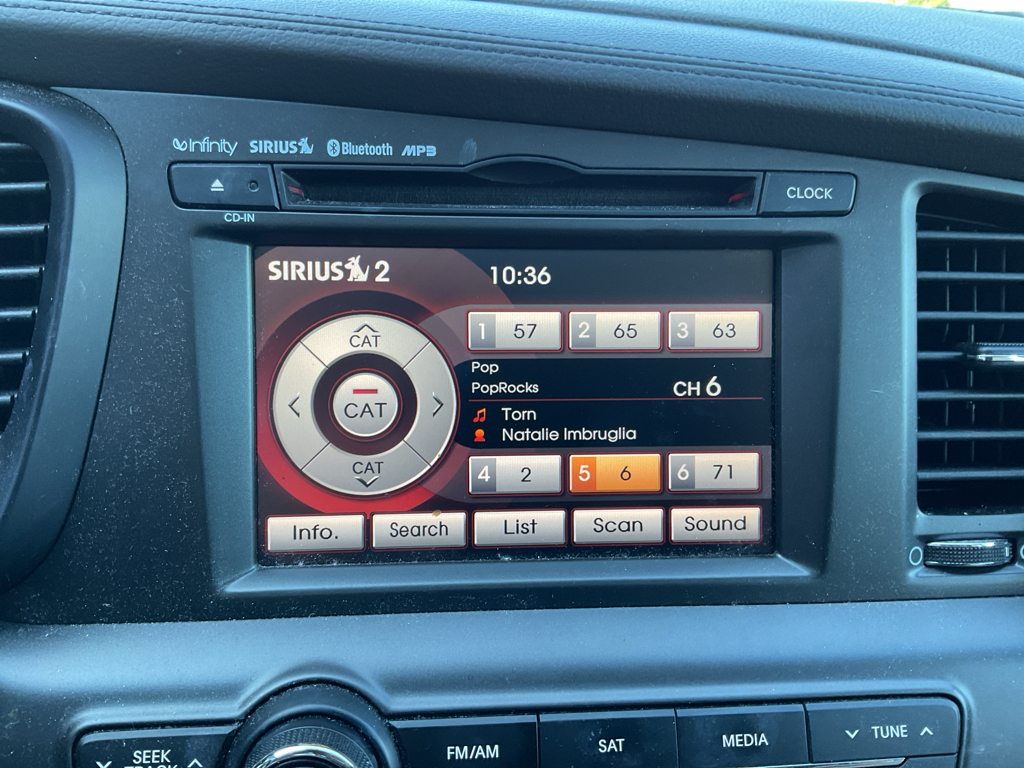 Infinity SIRIUS Bluetooth MP3
CLOCK
CD-IN
SIRIUS 2 10:36
1 57 2 65 3 63
CAT
Pop
PopRocks CH 6
CAT
Torn
Natalie Imbruglia
CAT
4 2 5 6 6 71
Info. Search List Scan Sound
SEEK
TRACK
FM/AM SAT MEDIA TUNE